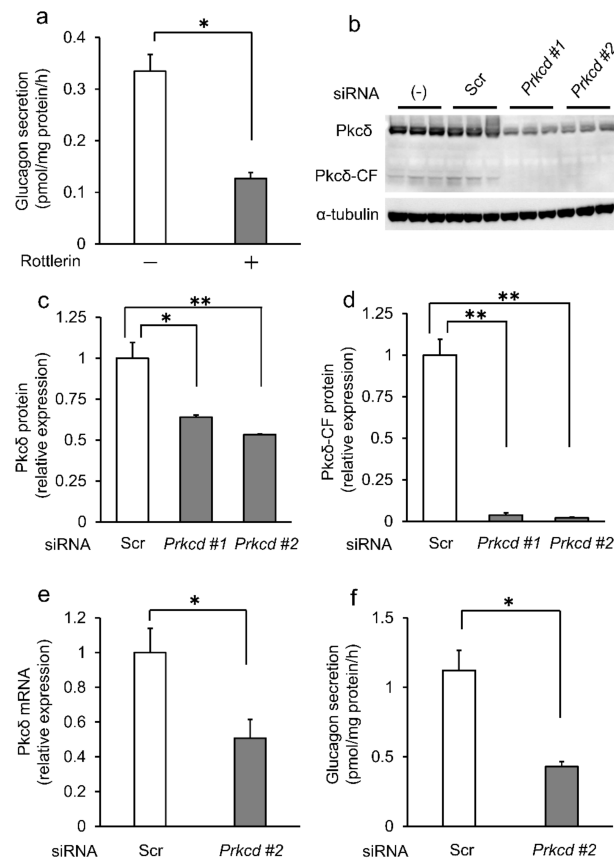 a
Glucagon secretion
(pmol/mg protein/h)
0.4
0.3
0.2
0.1
0
*
Rottlerin
—
+
b
siRNA
(-)
Scr
Prkcd #1
Prkcd #2
Pkcδ
Pkcδ-CF
α-tubulin
c
Pkcδ protein
(relative expression)
1.25
1
0.75
0.5
0.25
0
**
*
siRNA
Scr
Prkcd #1
Prkcd #2
d
Pkcδ-CF protein
(relative expression)
1.25
1
0.75
0.5
0.25
0
**
**
siRNA
Scr
Prkcd #1
Prkcd #2
e
Pkcδ mRNA
(relative expression)
1.4
1.2
1
0.8
0.6
0.4
0.2
0
*
siRNA
Scr
Prkcd #2
f
Glucagon secretion
(pmol/mg protein/h)
1.5
1
0.5
0
*
siRNA
Scr
Prkcd #2